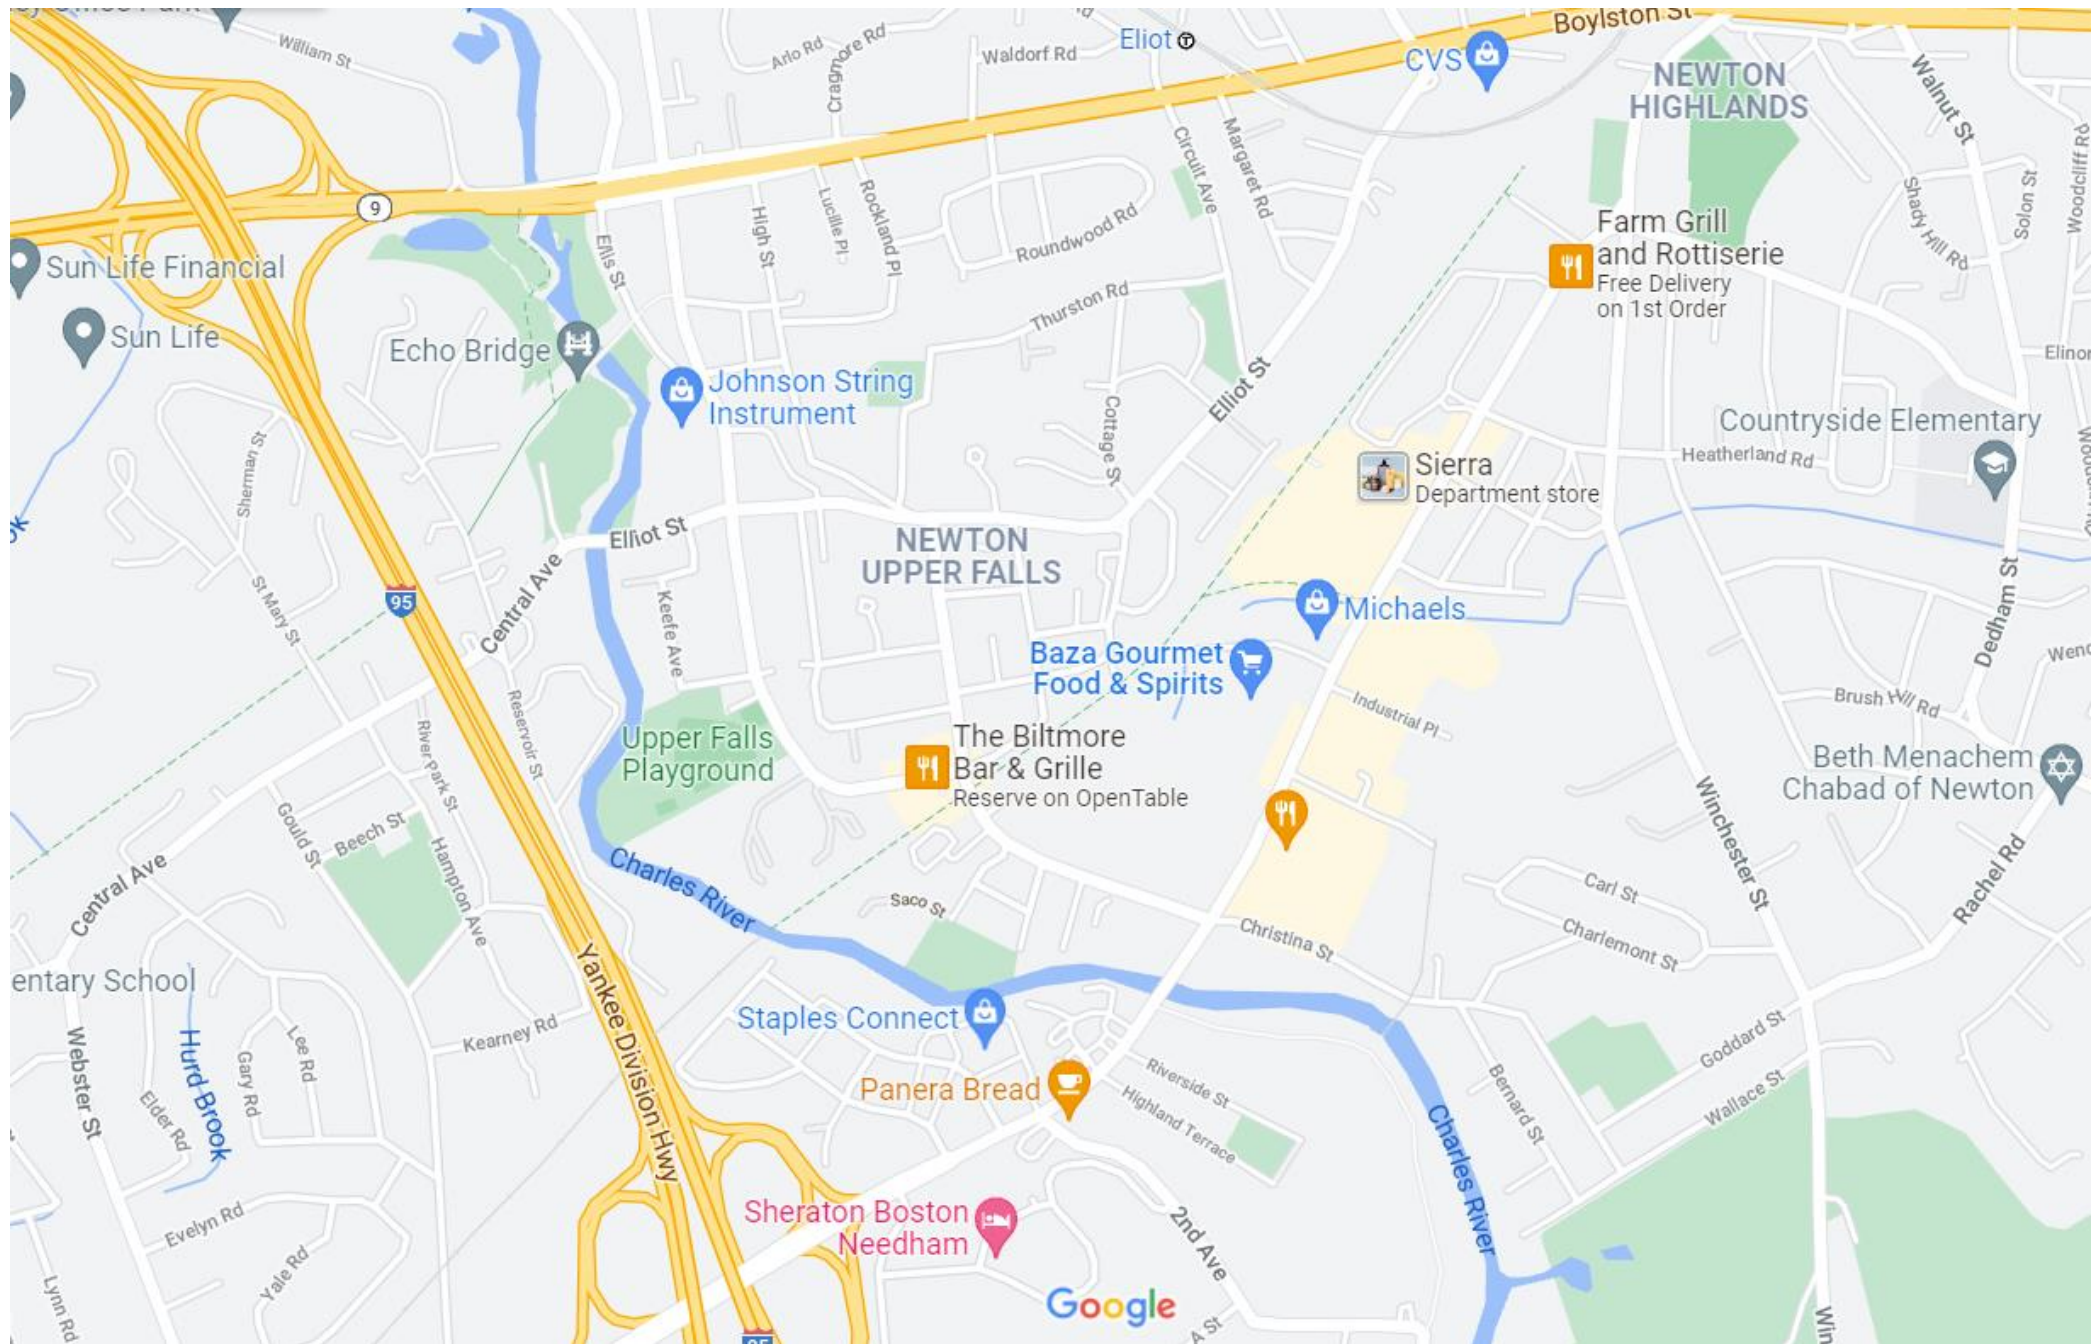 Boylston St
William St
Arlo Rd
Cragmore Rd
Waldorf Rd
Eliot
CVS
NEWTON
HIGHLANDS
Walnut St
Woodcliff Rd
Circuit Ave
Margaret Rd
Shady Hill Rd
Solon St
9
High St
Lucille Pl
Rockland Pl
Roundwood Rd
Ellis St
Farm Grill
and Rottiserie
Free Delivery
on 1st Order
Sun Life Financial
Sun Life
Echo Bridge
Thurston Rd
Johnson String
Instrument
Elliot St
Cottage St
Countryside Elementary
Heatherland Rd
Sierra
Department store
Sherman St
Elliot St
NEWTON
UPPER FALLS
95
Central Ave
St Mary St
Keefe Ave
Michaels
Dedham St
Baza Gourmet
Food & Spirits
Industrial Pl
Brush Hill Rd
Reservoir St
River Park St
Upper Falls
Playground
The Biltmore
Bar & Grille
Reserve on OpenTable
Beth Menachem
Chabad of Newton
Winchester St
Gould St
Beech St
Hampton Ave
Central Ave
Charles River
Saco St
Christina St
Carl St
Charlemont St
Rachel Rd
entary School
Yankee Division Hwy
Staples Connect
Kearney Rd
Webster St
Hurd Brook
Lee Rd
Gary Rd
Elder Rd
Panera Bread
Riverside St
Highland Terrace
Bernard St
Goddard St
Wallace St
Charles River
Evelyn Rd
Yale Rd
Lynn Rd
Sheraton Boston
Needham
2nd Ave
Google
A St
95
Win